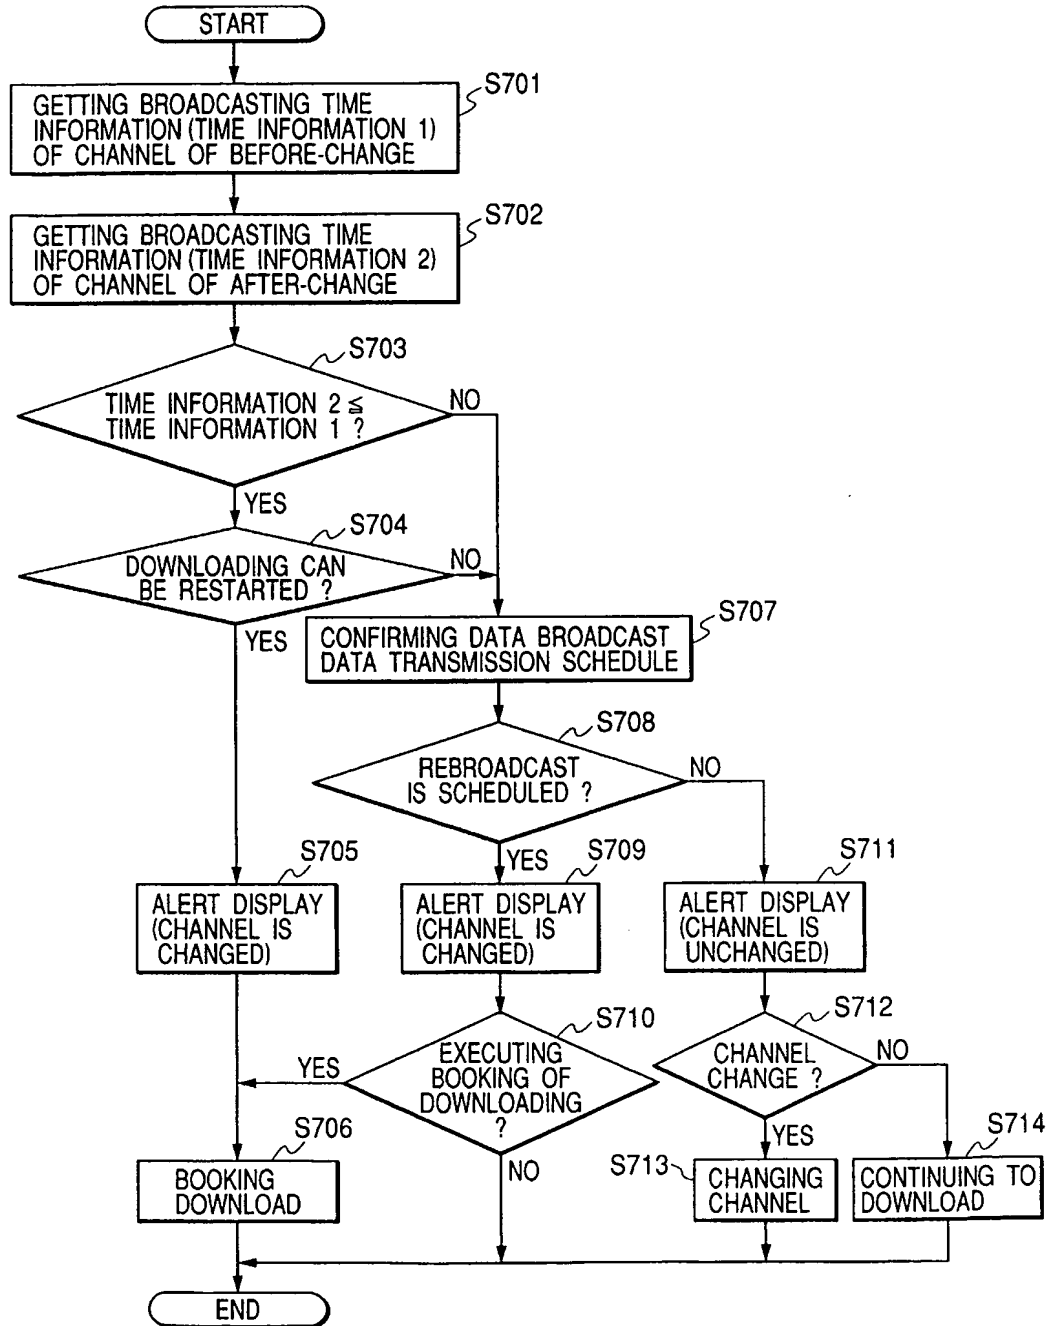 START
S701
GETTING BROADCASTING TIME
INFORMATION (TIME INFORMATION 1)
OF CHANNEL OF BEFORE-CHANGE
S702
GETTING BROADCASTING TIME
INFORMATION (TIME INFORMATION 2)
OF CHANNEL OF AFTER-CHANGE
S703
TIME INFORMATION 2 ≦
TIME INFORMATION 1 ?
NO
YES
S704
DOWNLOADING CAN
BE RESTARTED ?
NO
YES
S707
CONFIRMING DATA BROADCAST
DATA TRANSMISSION SCHEDULE
S708
REBROADCAST
IS SCHEDULED ?
NO
YES
S705
ALERT DISPLAY
(CHANNEL IS
CHANGED)
S709
ALERT DISPLAY
(CHANNEL IS
CHANGED)
S711
ALERT DISPLAY
(CHANNEL IS
UNCHANGED)
S710
EXECUTING
BOOKING OF
DOWNLOADING
?
YES
NO
S712
CHANNEL
CHANGE ?
NO
YES
S706
BOOKING
DOWNLOAD
S713
CHANGING
CHANNEL
S714
CONTINUING TO
DOWNLOAD
END